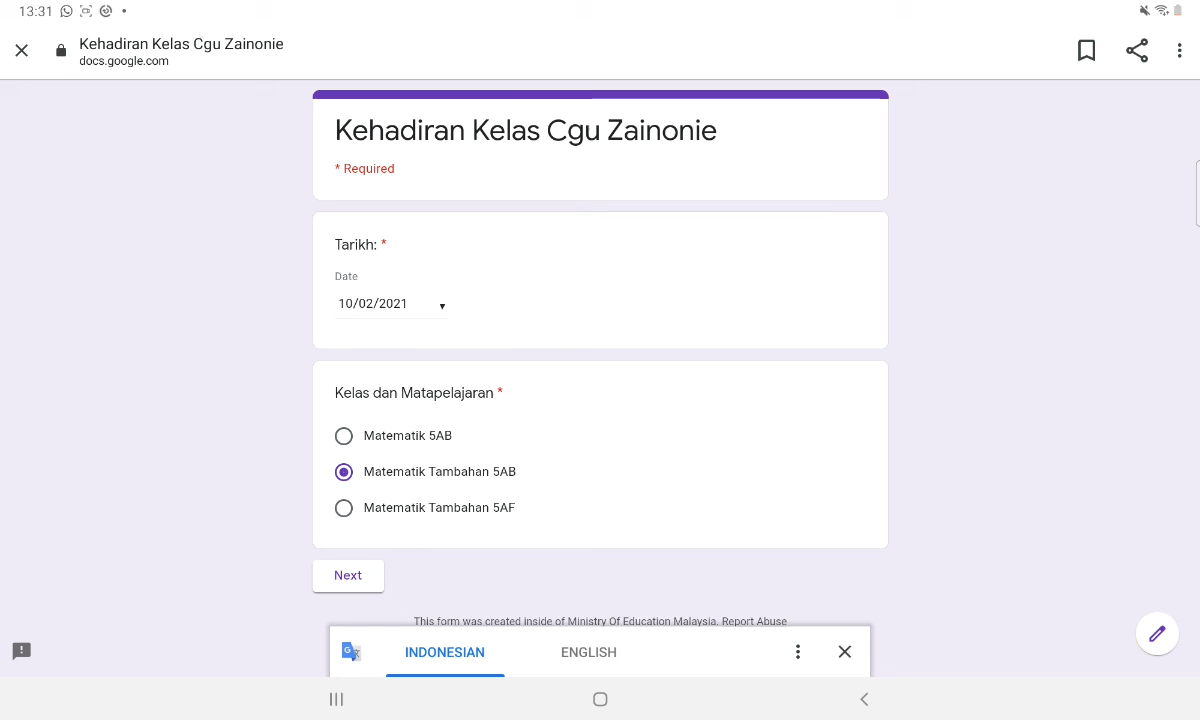 13:31
Kehadiran Kelas Cgu Zainonie
docs.google.com
Kehadiran Kelas Cgu Zainonie
* Required
Tarikh: *
Date
10/02/2021
Kelas dan Matapelajaran *
Matematik 5AB
Matematik Tambahan 5AB
Matematik Tambahan 5AF
Next
This form was created inside of Ministry Of Education Malaysia. Report Abuse
INDONESIAN ENGLISH